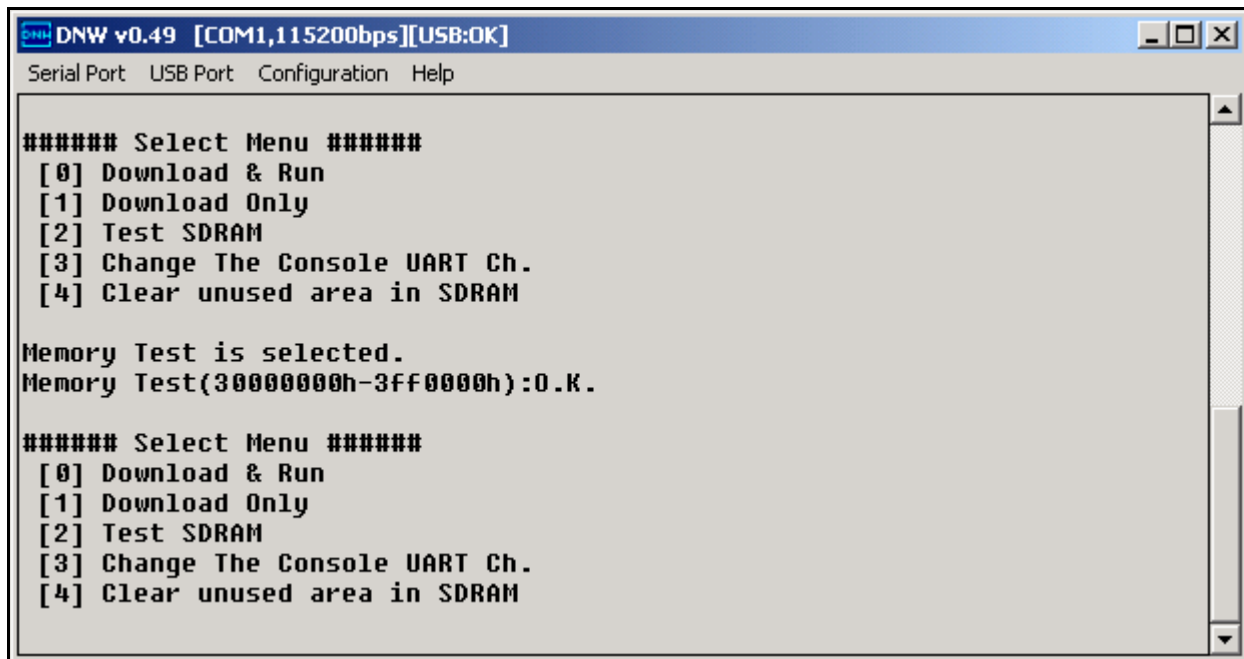 DNW v0.49 [COM1,115200bps][USB:OK]
Serial Port USB Port Configuration Help
###### Select Menu ######
[0] Download & Run
[1] Download Only
[2] Test SDRAM
[3] Change The Console UART Ch.
[4] Clear unused area in SDRAM
Memory Test is selected.
Memory Test(30000000h-3ff0000h):O.K.
###### Select Menu ######
[0] Download & Run
[1] Download Only
[2] Test SDRAM
[3] Change The Console UART Ch.
[4] Clear unused area in SDRAM